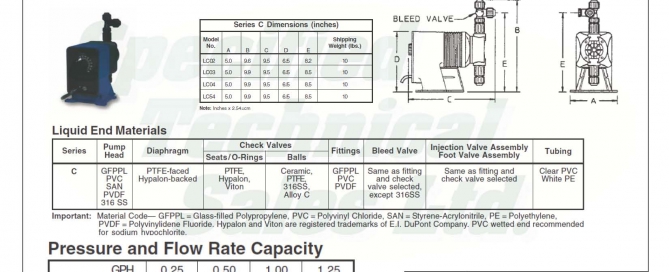 BLEED VALVE
Series C Dimensions (inches)
Model No. A B C D E Shipping Weight (lbs.)
LC02 5.0 9.6 9.5 6.5 8.2 10
LC03 5.0 9.9 9.5 6.5 8.5 10
LC04 5.0 9.9 9.5 6.5 8.5 10
LC54 5.0 9.9 9.5 6.5 8.5 10
Note: Inches x 2.54=cm
B
E
D
C
E
A
Specified
Technical
Sales Ltd.
Liquid End Materials
Series Pump Head Diaphragm Check Valves Fittings Bleed Valve Injection Valve Assembly Foot Valve Assembly Tubing
Seats/O-Rings Balls
C GFPPL PTFE-faced PTFE, Ceramic, GFPPL Same as fitting Same as fitting and Clear PVC
PVC Hypalon-backed Hypalon, PTFE, PVC and check check valve selected White PE
SAN Viton 316SS, PVDF valve selected,
PVDF Alloy C except 316SS
316 SS
Important: Material Code— GFPPL = Glass-filled Polypropylene, PVC = Polyvinyl Chloride, SAN = Styrene-Acrylonitrile, PE = Polyethylene,
PVDF = Polyvinylidene Fluoride. Hypalon and Viton are registered trademarks of E.I. DuPont Company. PVC wetted end recommended
for sodium hypochlorite.
Pressure and Flow Rate Capacity
GPH 0.25 0.50 1.00 1.25